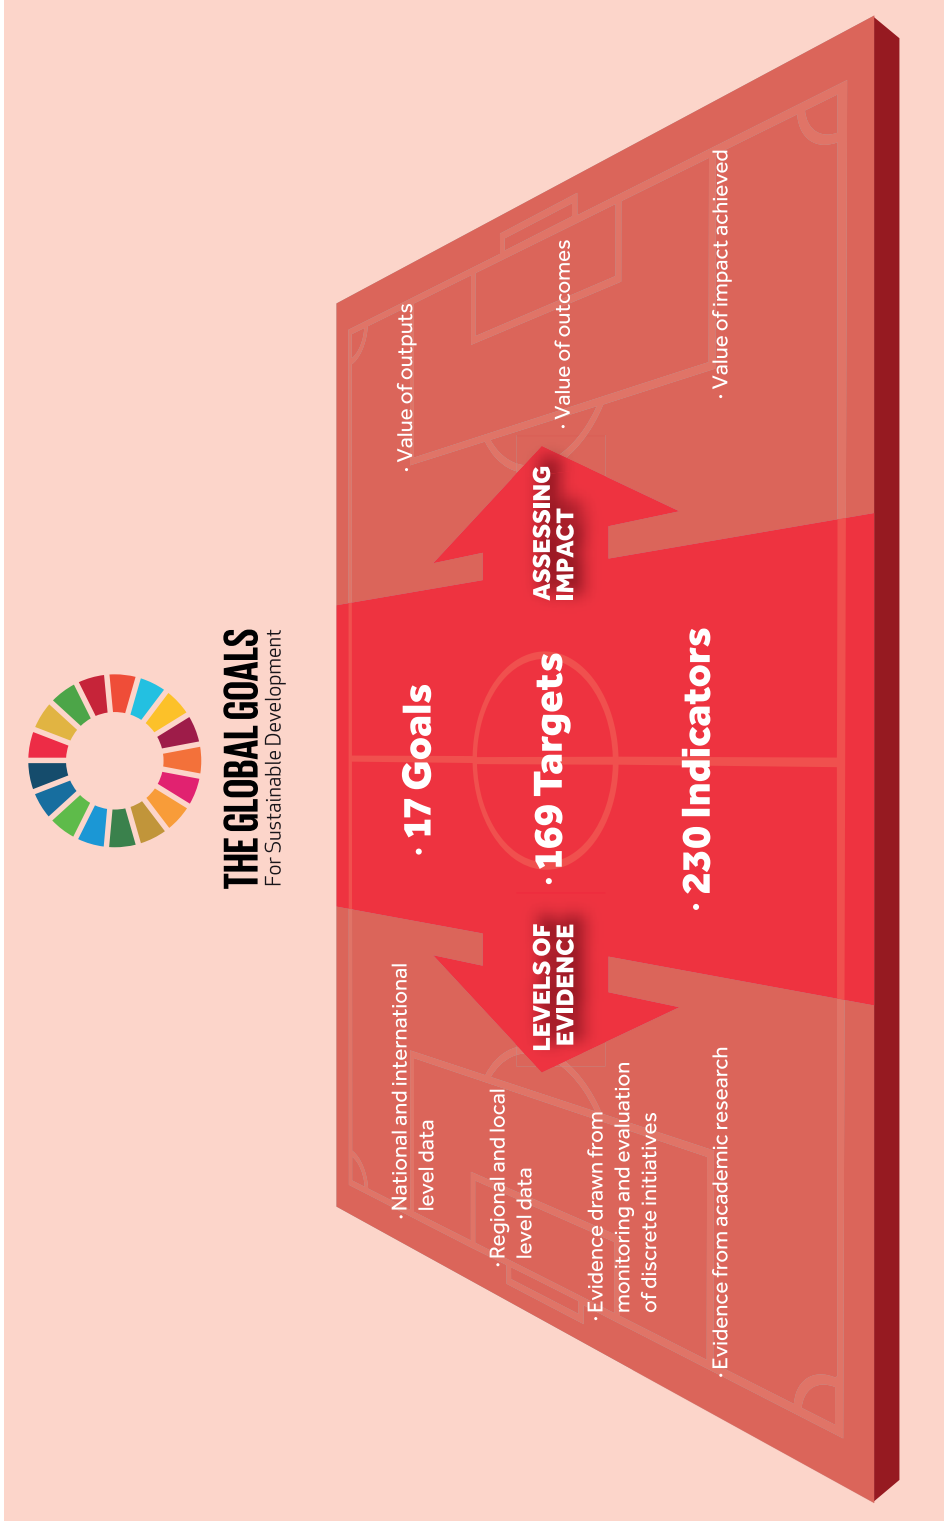 THE GLOBAL GOALS
For Sustainable Development
· National and international
level data
· Regional and local
level data
· Evidence drawn from
monitoring and evaluation
of discrete initiatives
· Evidence from academic research
LEVELS OF
EVIDENCE
· 17 Goals
· 169 Targets
· 230 Indicators
ASSESSING
IMPACT
· Value of outputs
· Value of outcomes
· Value of impact achieved